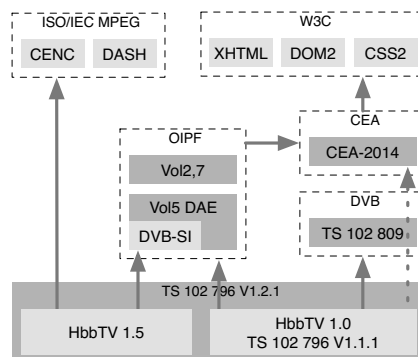 ISO/IEC MPEG
CENC
DASH
W3C
XHTML
DOM2
CSS2
CEA
CEA-2014
OIPF
Vol2,7
Vol5 DAE
DVB-SI
DVB
TS 102 809
TS 102 796 V1.2.1
HbbTV 1.5
HbbTV 1.0
TS 102 796 V1.1.1